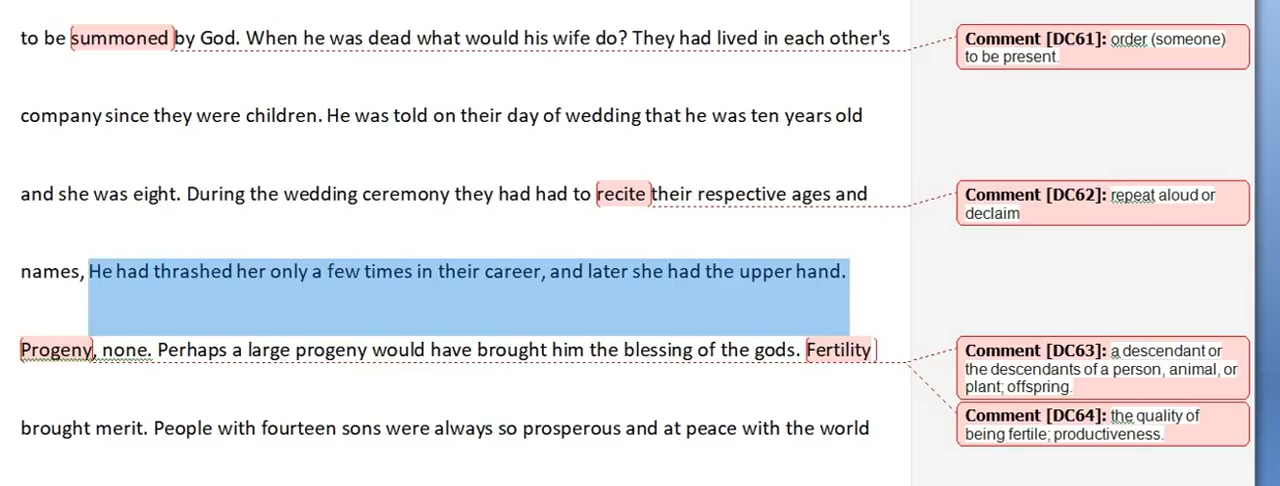 to be summoned by God. When he was dead what would his wife do? They had lived in each other's
company since they were children. He was told on their day of wedding that he was ten years old
and she was eight. During the wedding ceremony they had had to recite their respective ages and
names, He had thrashed her only a few times in their career, and later she had the upper hand.
Progeny, none. Perhaps a large progeny would have brought him the blessing of the gods. Fertility
brought merit. People with fourteen sons were always so prosperous and at peace with the world
Comment [DC61]: order (someone)
to be present.
Comment [DC62]: repeat aloud or
declaim
Comment [DC63]: a descendant or
the descendants of a person, animal, or
plant; offspring.
Comment [DC64]: the quality of
being fertile; productiveness.